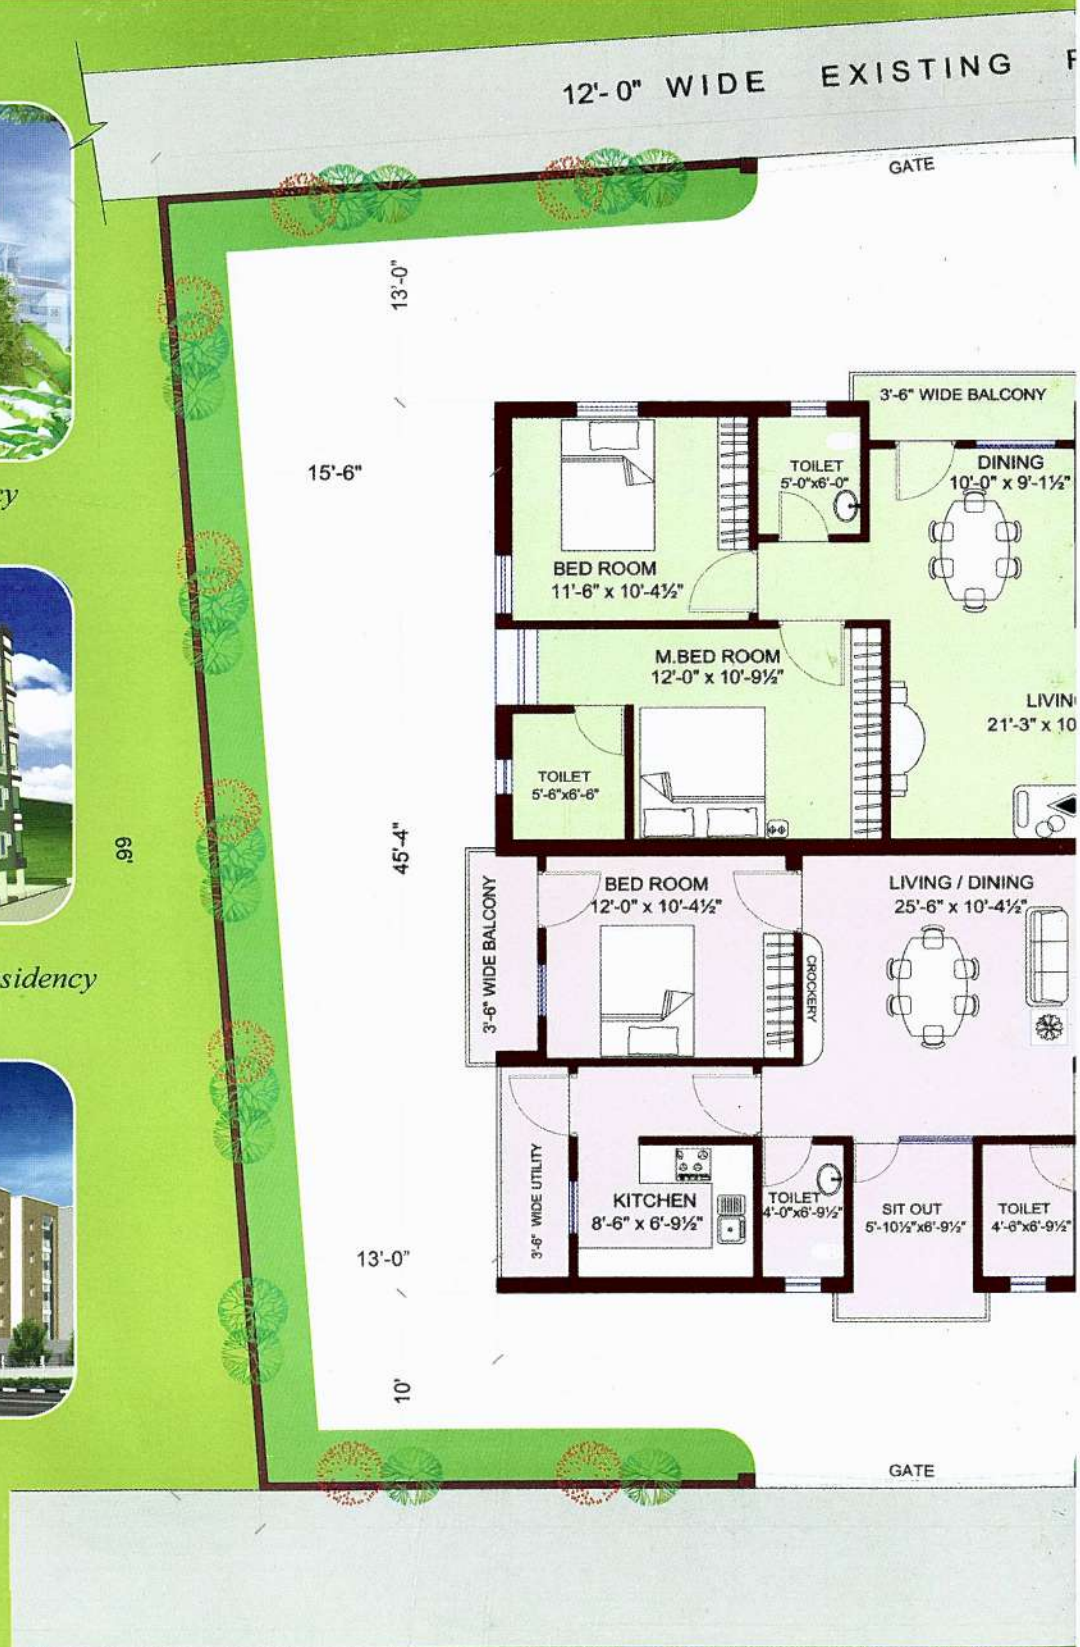 12'- 0" WIDE EXISTING
GATE
13'-0"
3'-6" WIDE BALCONY
15'-6"
TOILET
5'-0"x6'-0"
DINING
10'-0" x 9'-1½"
BED ROOM
11'-6" x 10'-4½"
M.BED ROOM
12'-0" x 10'-9½"
LIVIN
21'-3" x 10
TOILET
5'-6"x6'-6"
66'
45'-4"
3'-6" WIDE BALCONY
BED ROOM
12'-0" x 10'-4½"
LIVING / DINING
25'-6" x 10'-4½"
CROCKERY
sidency
3'-6" WIDE UTILITY
KITCHEN
8'-6" x 6'-9½"
TOILET
4'-0"x6'-9½"
SIT OUT
5'-10½"x6'-9½"
TOILET
4'-6"x6'-9½"
13'-0"
10'
GATE